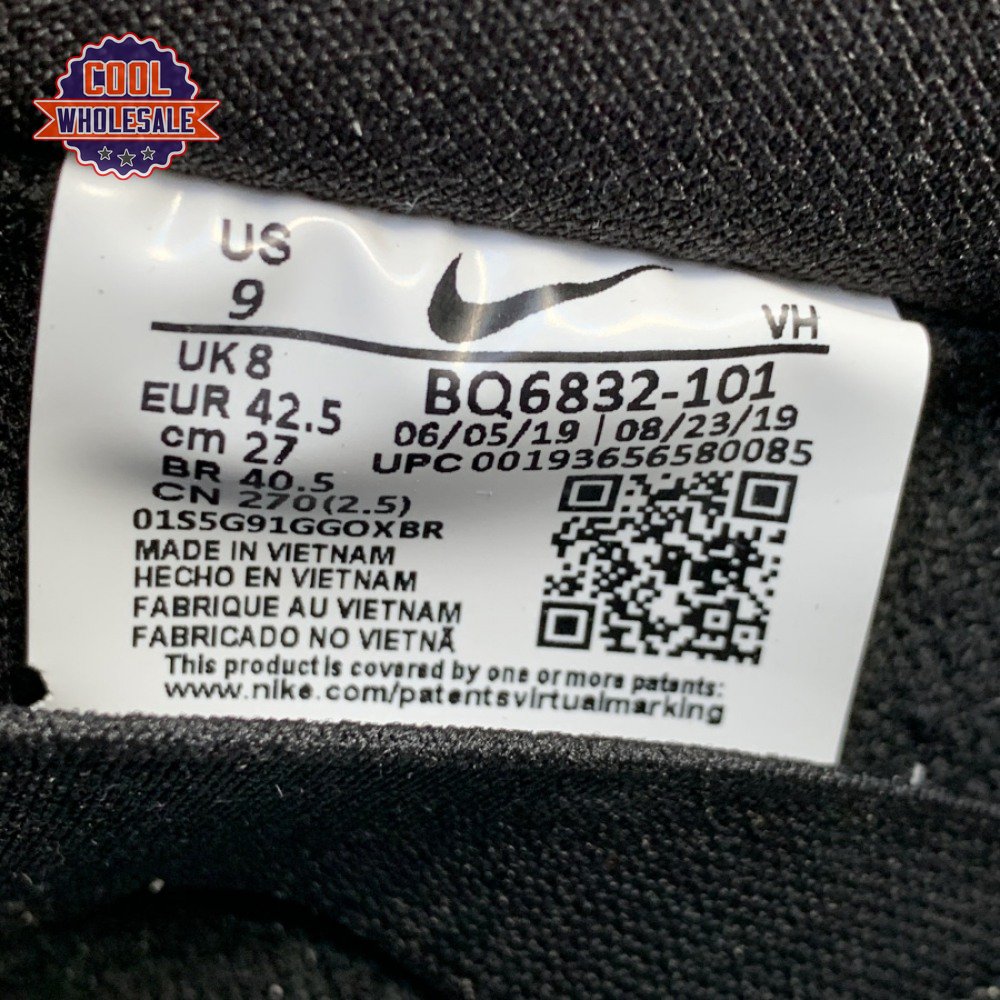 COOL
WHOLESALE
US
9
VH
UK 8
EUR 42.5
cm 27
BR 40.5
CN 270(2.5)
BQ6832-101
06/05/19 | 08/23/19
UPC 00193656580085
01S5G91GGOXBR
MADE IN VIETNAM
HECHO EN VIETNAM
FABRIQUE AU VIETNAM
FABRICADO NO VIETNÃ
This product is covered by one or more patents:
www.nike.com/patentsvirtualmarking